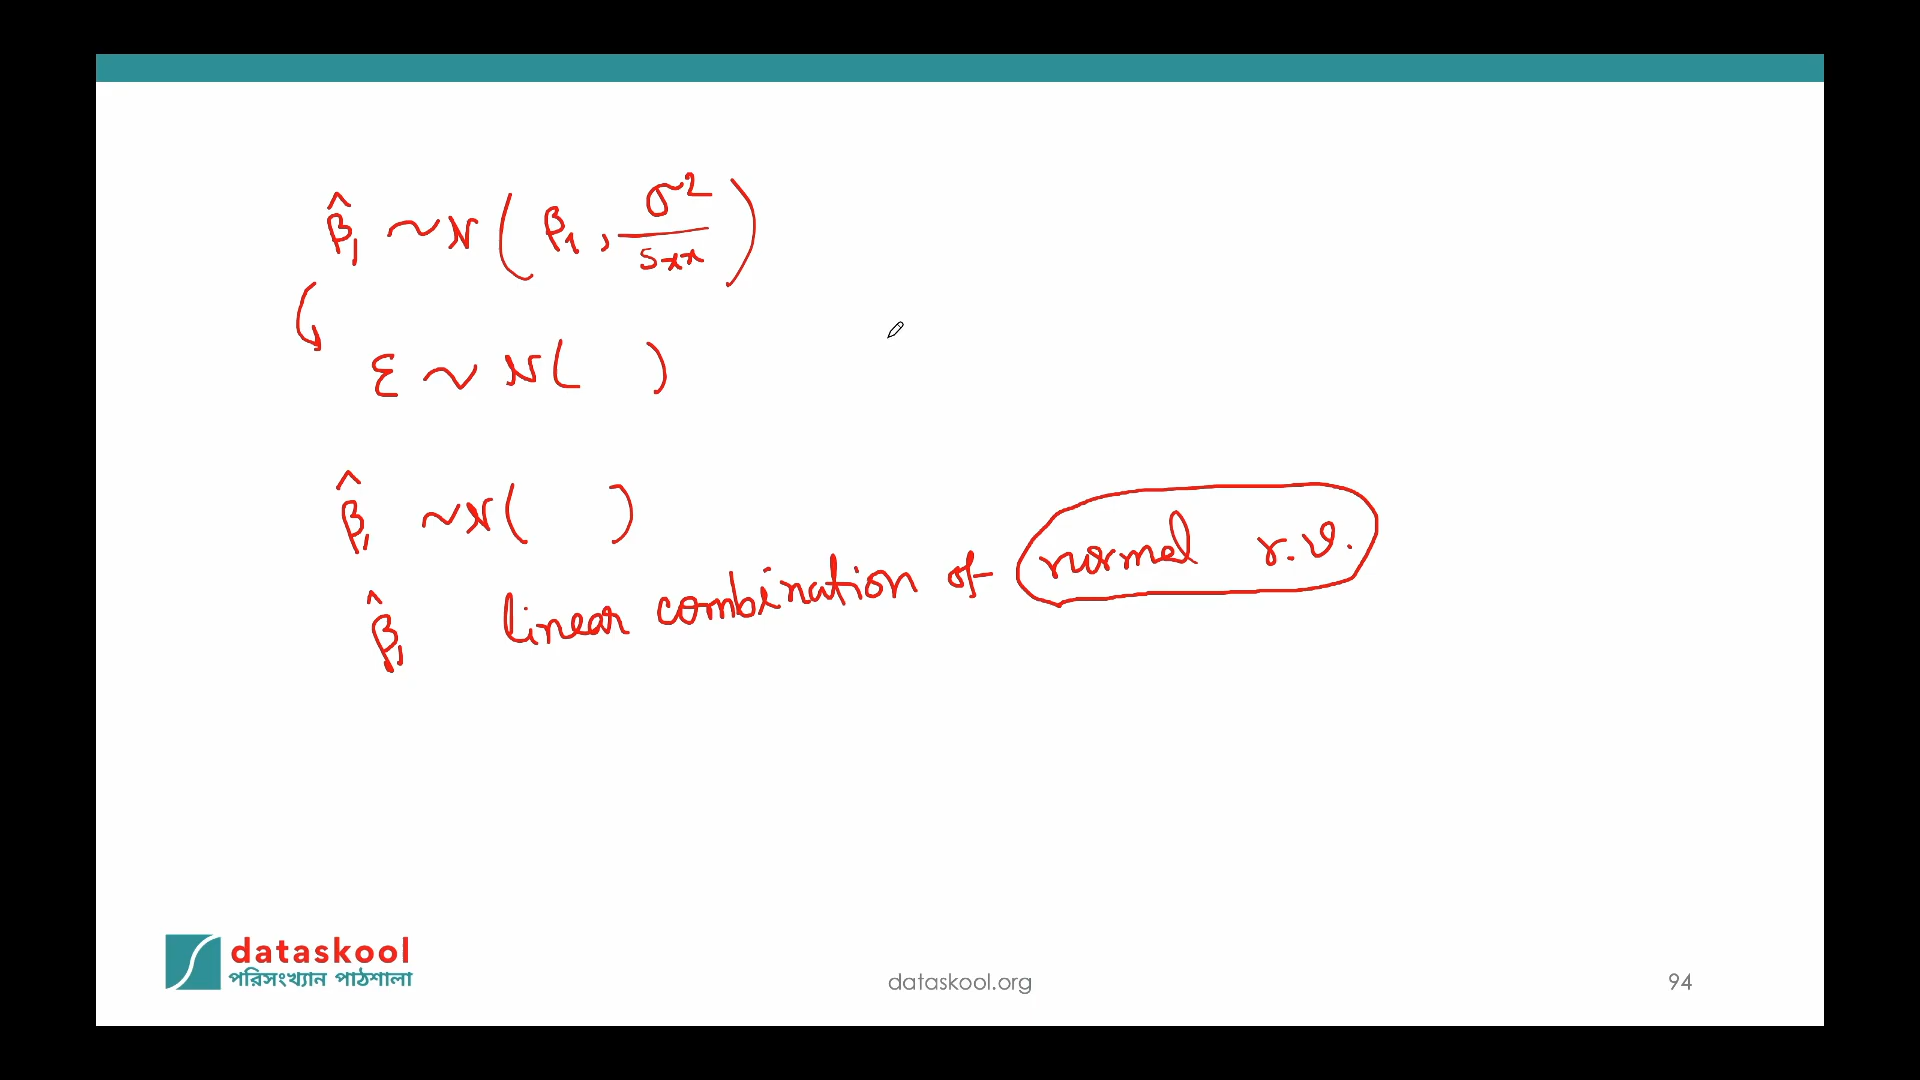 β̂₁ ~ N(β₁, σ²/Sxx)
ε ~ N( )
β̂₁ ~ N( )
β̂₁ linear combination of normal r.v.
dataskool
পরিসংখ্যান পাঠশালা
dataskool.org
94